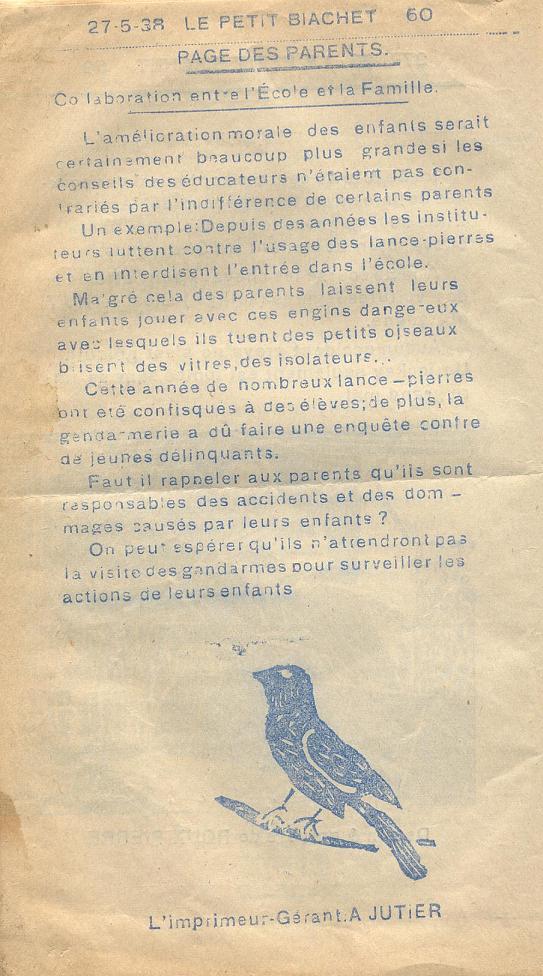 27-5-38 LE PETIT BIACHET 60
PAGE DES PARENTS.
Collaboration entre l'École et la Famille.
L'amélioration morale des enfants serait
certainement beaucoup plus grande si les
conseils des éducateurs n'étaient pas con-
trariés par l'indifférence de certains parents
Un exemple: Depuis des années les institu-
teurs luttent contre l'usage des lance-pierres
et en interdisent l'entrée dans l'école.
Malgré cela des parents laissent leurs
enfants jouer avec ces engins dangereux
avec lesquels ils tuent des petits oiseaux
brisent des vitres, des isolateurs...
Cette année de nombreux lance-pierres
ont été confisqués à des élèves; de plus, la
gendarmerie a dû faire une enquête contre
de jeunes délinquants.
Faut il rappeler aux parents qu'ils sont
responsables des accidents et des dom-
mages causés par leurs enfants?
On peut espérer qu'ils n'attendront pas
la visite des gendarmes pour surveiller les
actions de leurs enfants
L'imprimeur-Gérant: A JUTiER